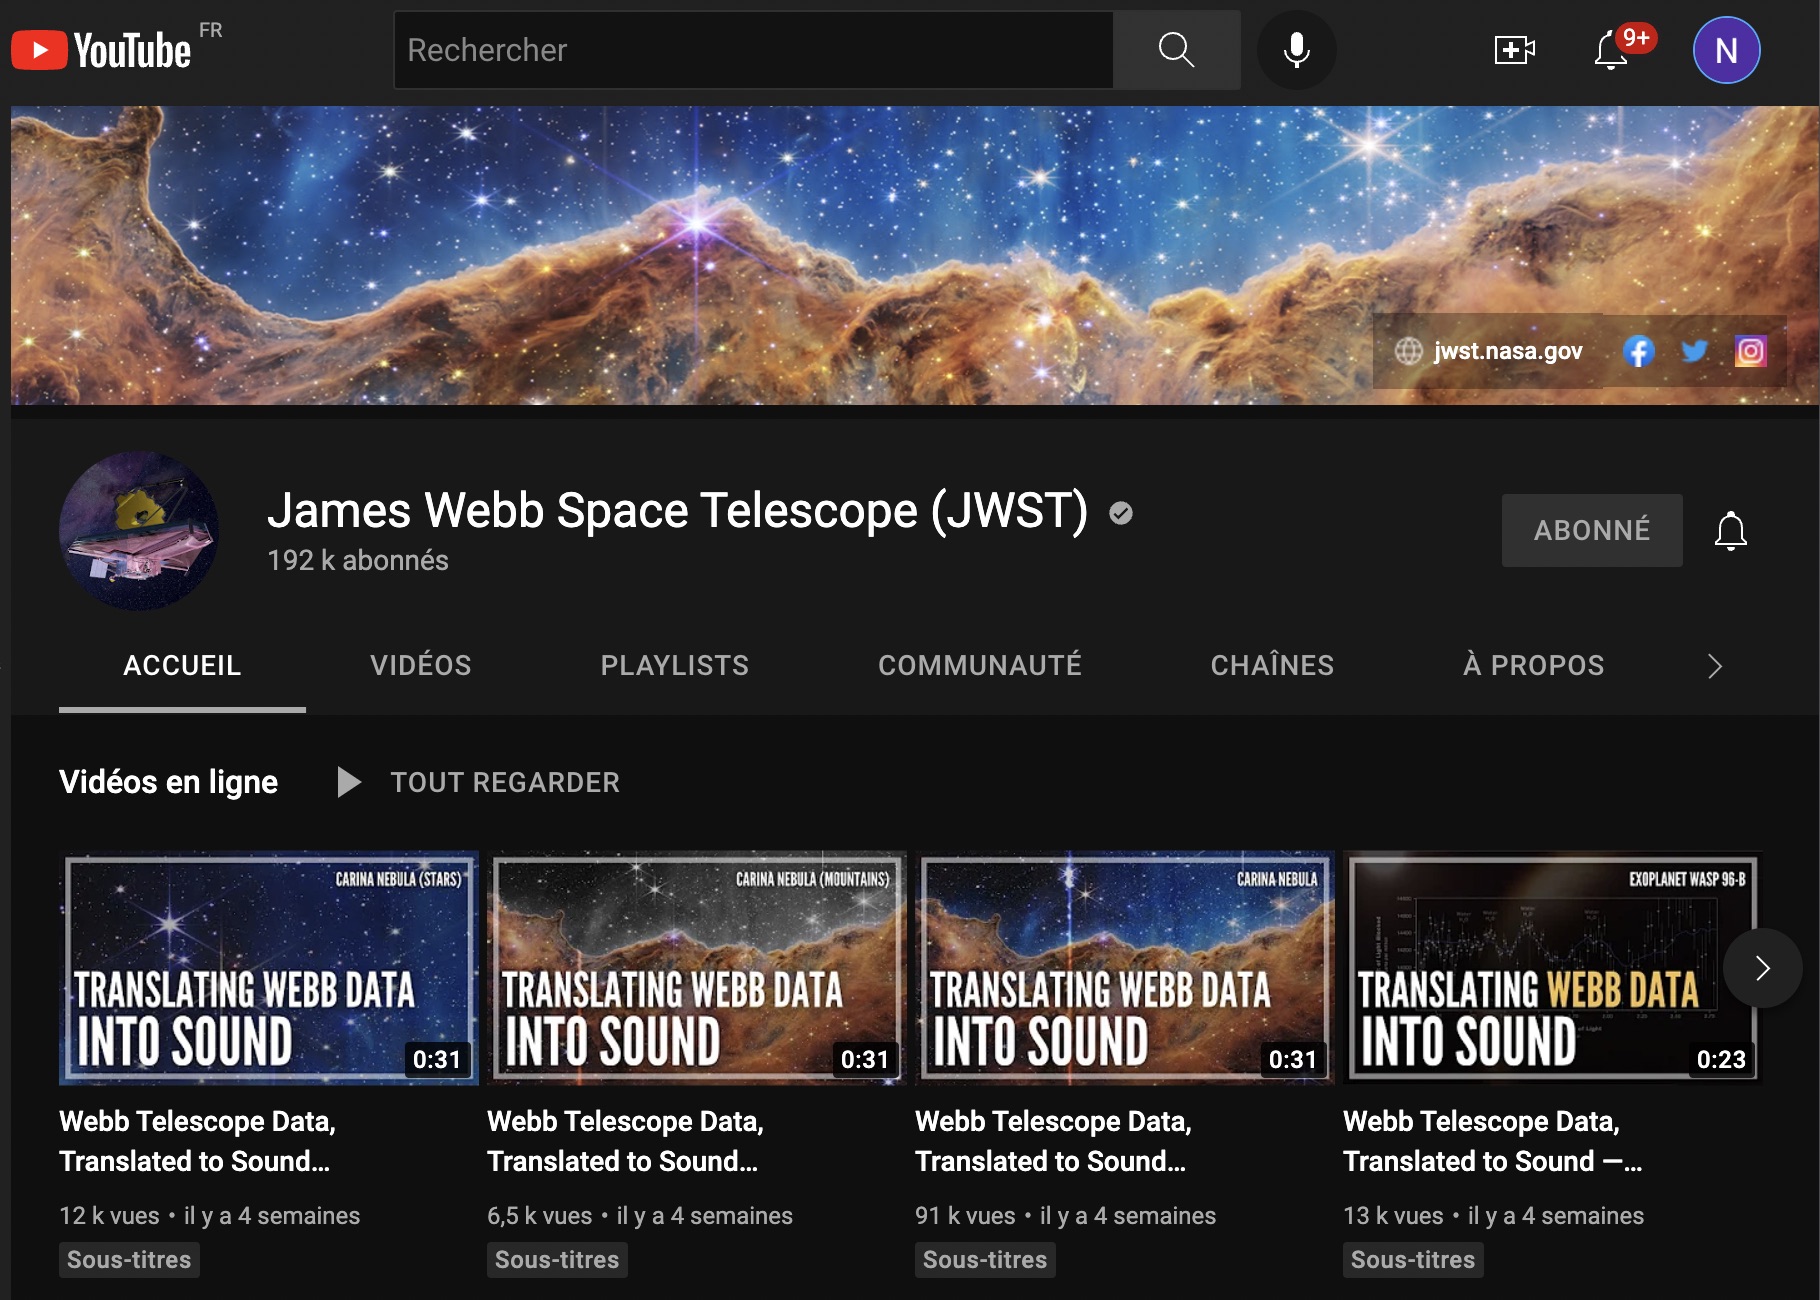 YouTube FR
Rechercher
9+
N
jwst.nasa.gov
James Webb Space Telescope (JWST)
192 k abonnés
ABONNÉ
ACCUEIL VIDÉOS PLAYLISTS COMMUNAUTÉ CHAÎNES À PROPOS
Vidéos en ligne TOUT REGARDER
CARINA NEBULA (STARS)
TRANSLATING WEBB DATA
INTO SOUND
0:31
Webb Telescope Data,
Translated to Sound...
12 k vues • il y a 4 semaines
Sous-titres
CARINA NEBULA (MOUNTAINS)
TRANSLATING WEBB DATA
INTO SOUND
0:31
Webb Telescope Data,
Translated to Sound...
6,5 k vues • il y a 4 semaines
Sous-titres
CARINA NEBULA
TRANSLATING WEBB DATA
INTO SOUND
0:31
Webb Telescope Data,
Translated to Sound...
91 k vues • il y a 4 semaines
Sous-titres
EXOPLANET WASP 96-B
TRANSLATING WEBB DATA
INTO SOUND
0:23
Webb Telescope Data,
Translated to Sound —...
13 k vues • il y a 4 semaines
Sous-titres